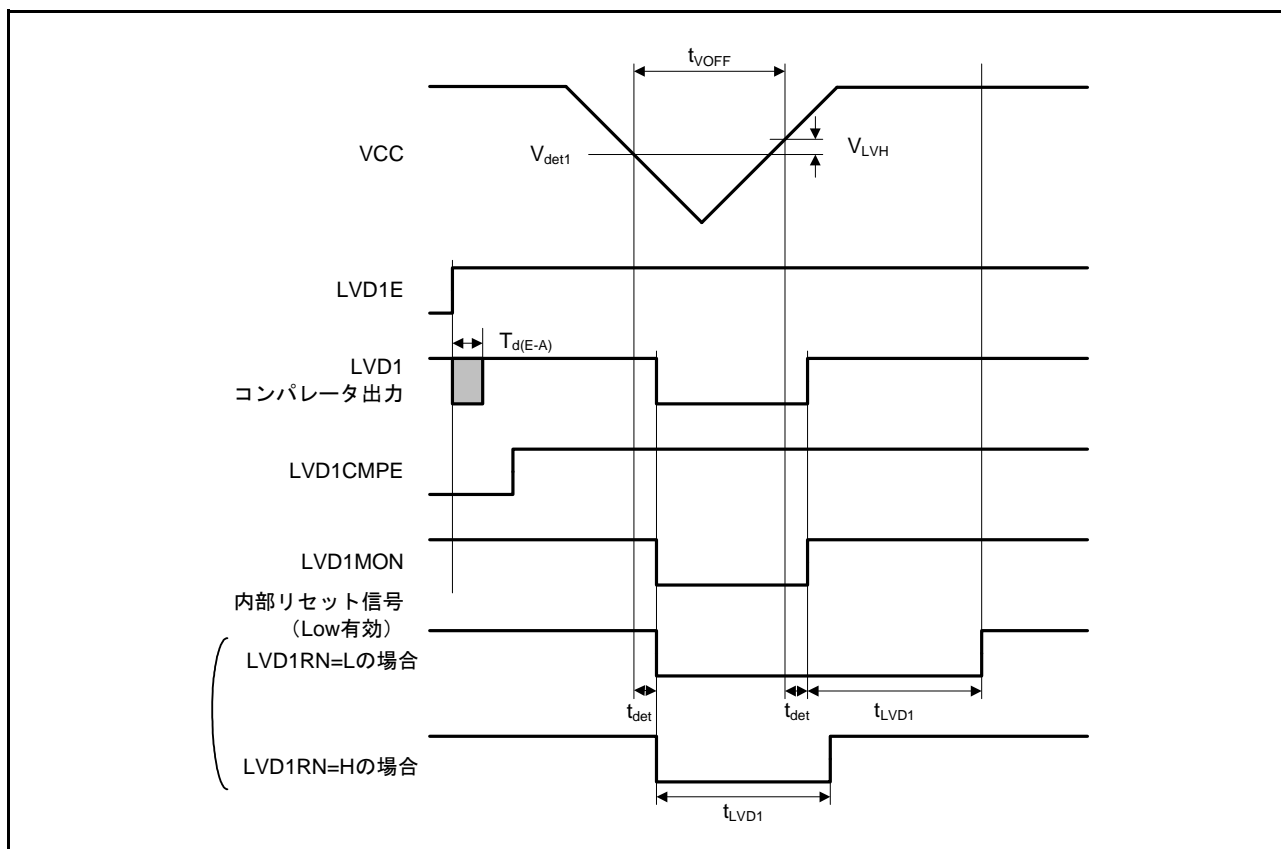 tVOFF
VCC
Vdet1
VLVH
LVD1E
Td(E-A)
LVD1
コンパレータ出力
LVD1CMPE
LVD1MON
内部リセット信号
（Low有効）
LVD1RN=Lの場合
tdet
tdet
tLVD1
LVD1RN=Hの場合
tLVD1